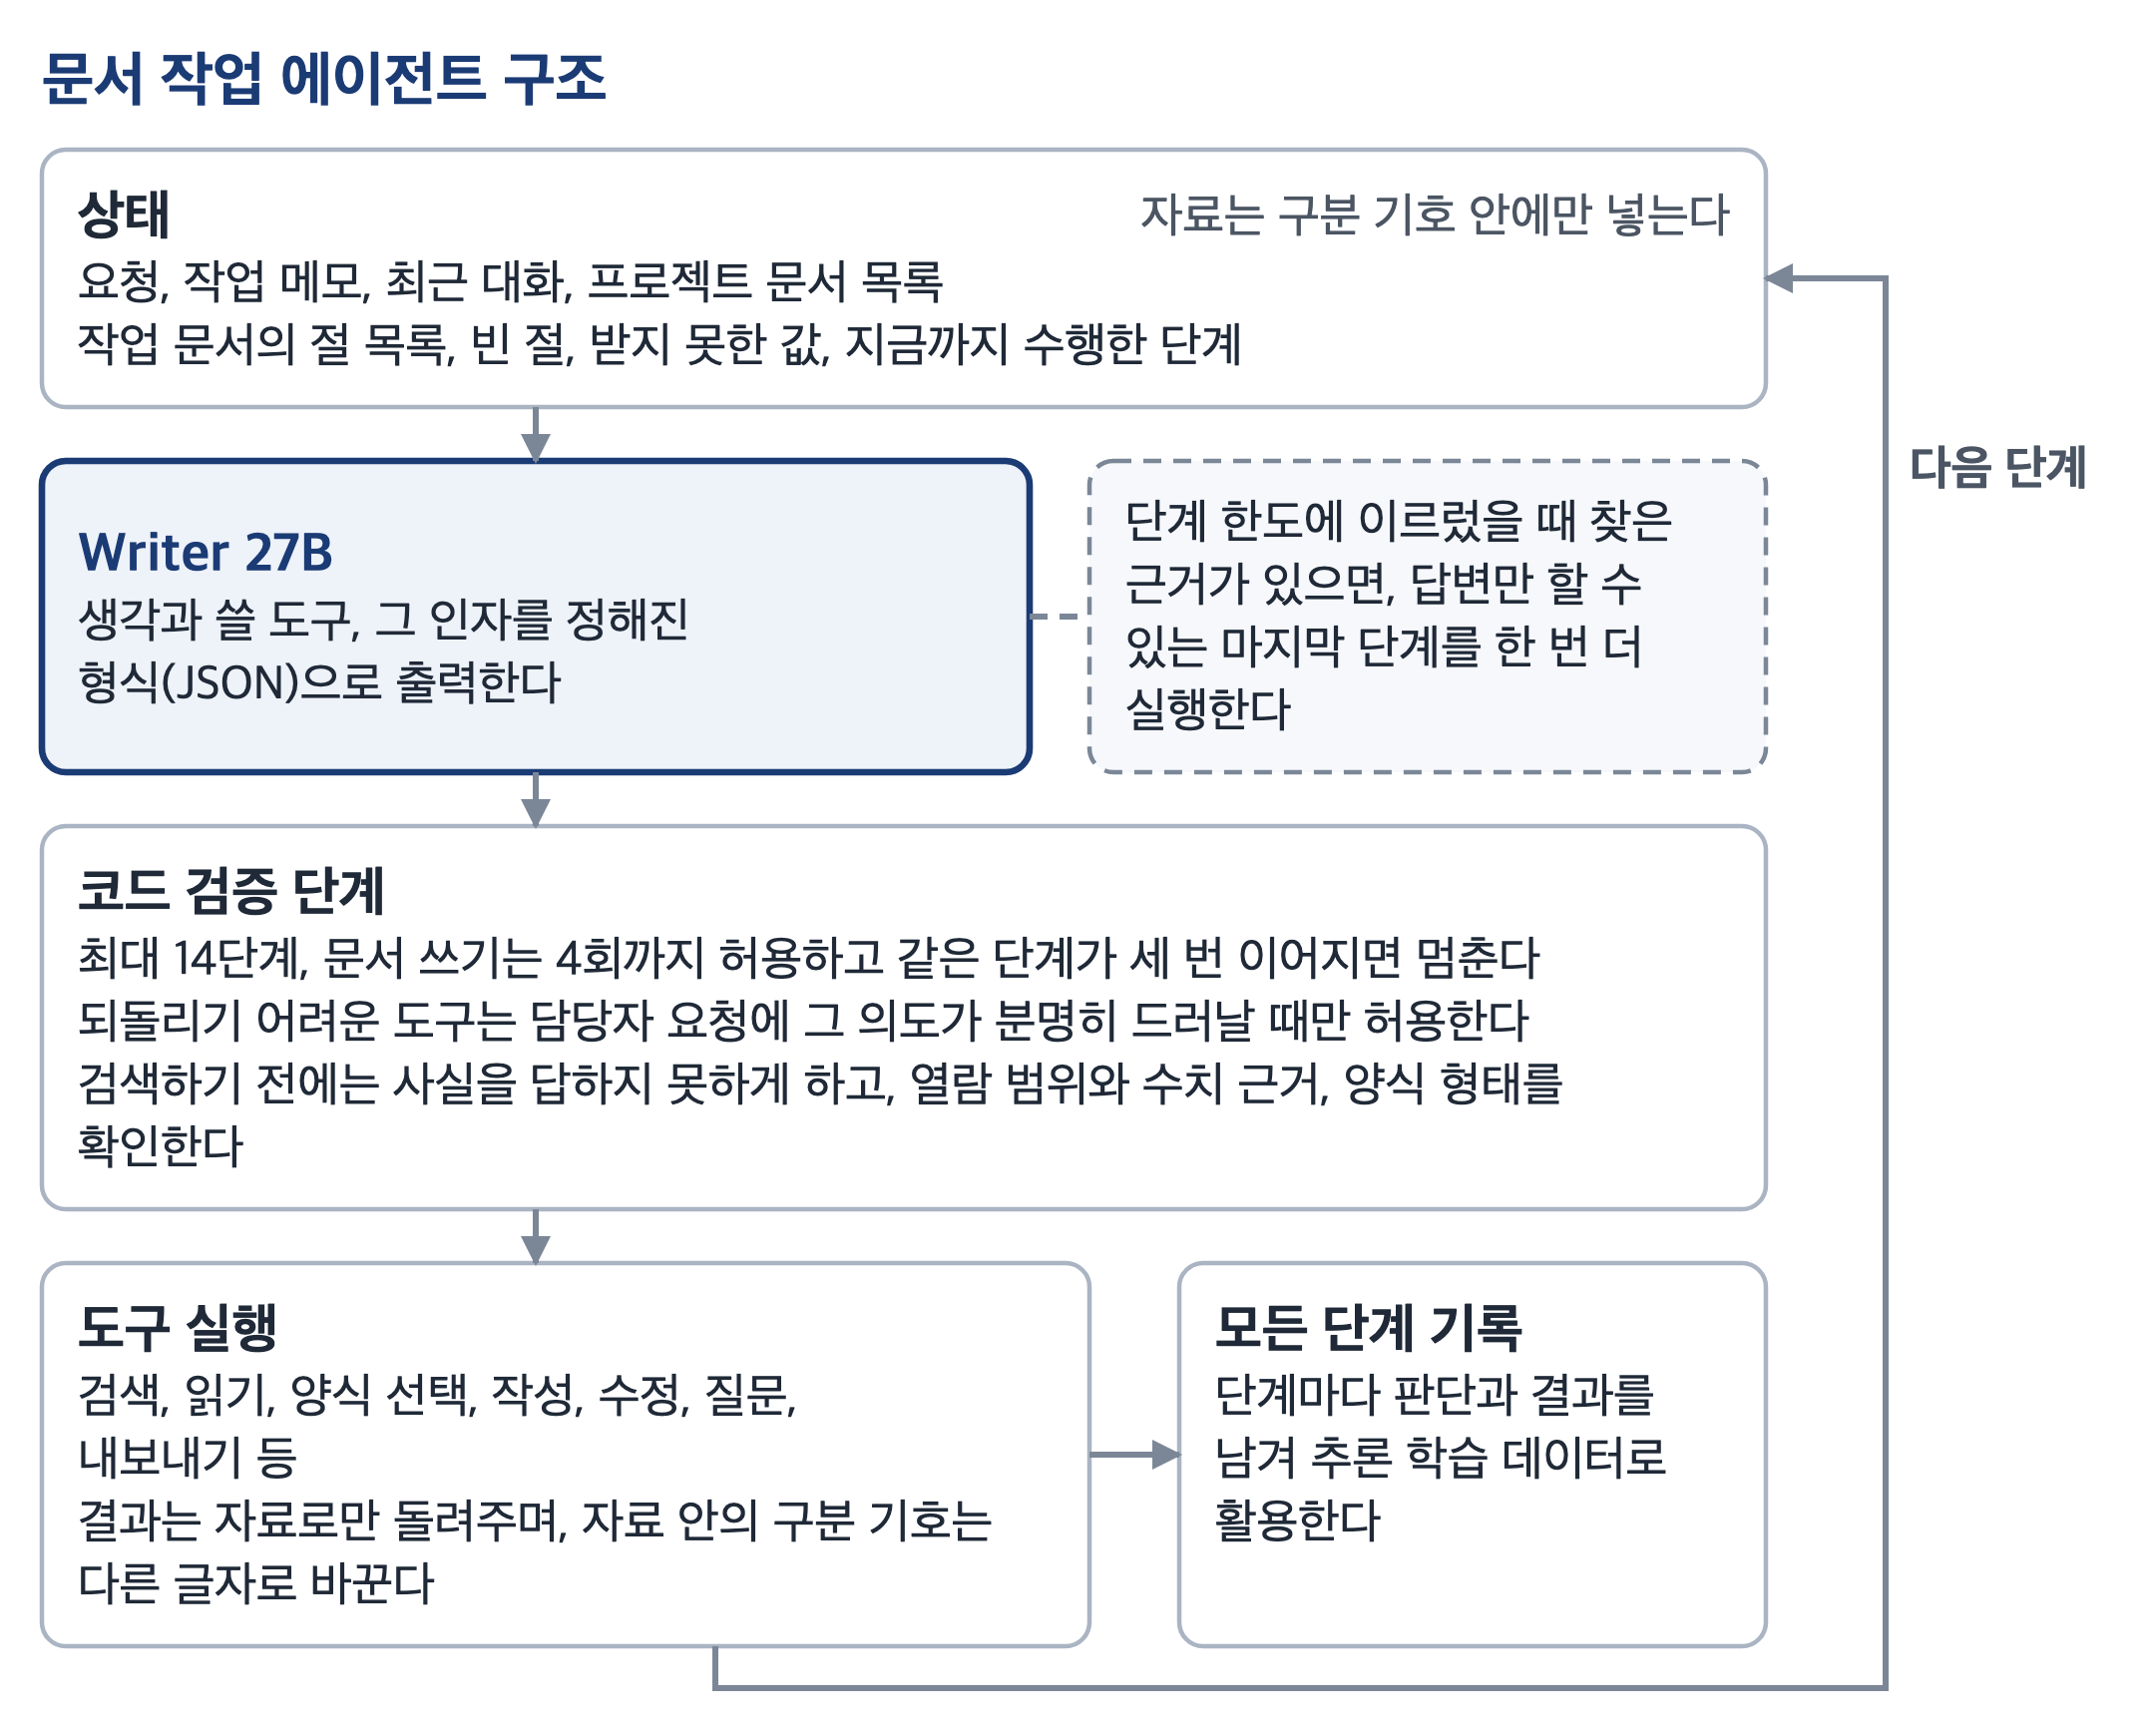 문서 작업 에이전트 구조
상태
자료는 구분 기호 안에만 넣는다
요청, 작업 메모, 최근 대화, 프로젝트 문서 목록
작업 문서의 절 목록, 빈 절, 받지 못한 값, 지금까지 수행한 단계
다음 단계
Writer 27B
생각과 쓸 도구, 그 인자를 정해진
형식(JSON)으로 출력한다
단계 한도에 이르렀을 때 찾은
근거가 있으면, 답변만 할 수
있는 마지막 단계를 한 번 더
실행한다
코드 검증 단계
최대 14단계, 문서 쓰기는 4회까지 허용하고 같은 단계가 세 번 이어지면 멈춘다
되돌리기 어려운 도구는 담당자 요청에 그 의도가 분명히 드러날 때만 허용한다
검색하기 전에는 사실을 답하지 못하게 하고, 열람 범위와 수치 근거, 양식 형태를
확인한다
도구 실행
검색, 읽기, 양식 선택, 작성, 수정, 질문,
내보내기 등
결과는 자료로만 돌려주며, 자료 안의 구분 기호는
다른 글자로 바꾼다
모든 단계 기록
단계마다 판단과 결과를
남겨 추론 학습 데이터로
활용한다